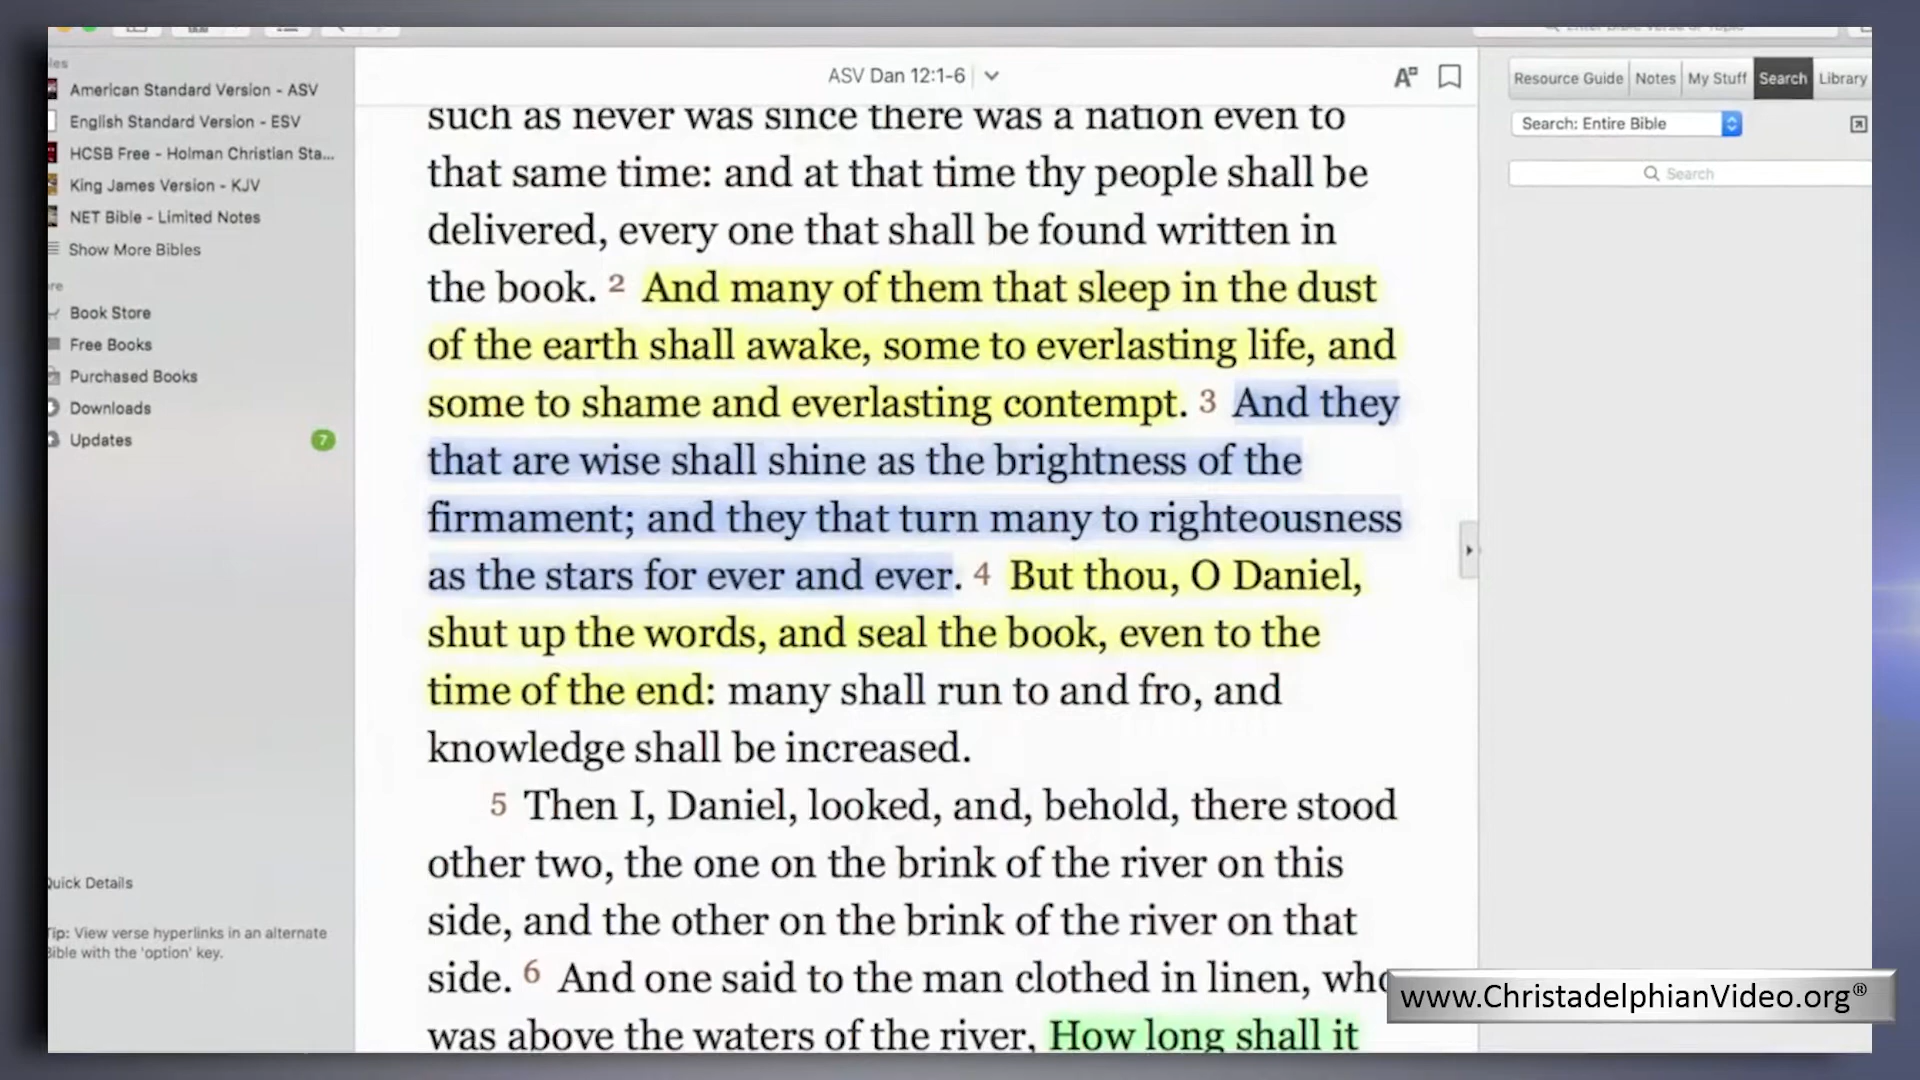 ASV Dan 12:1-6
Resource Guide
Notes
My Stuff
Search
Library
American Standard Version - ASV
English Standard Version - ESV
HCSB Free - Holman Christian Sta...
King James Version - KJV
NET Bible - Limited Notes
Show More Bibles
Book Store
Free Books
Purchased Books
Downloads
Updates
7
Quick Details
Tip: View verse hyperlinks in an alternate
Bible with the 'option' key.
such as never was since there was a nation even to
that same time: and at that time thy people shall be
delivered, every one that shall be found written in
the book. 2 And many of them that sleep in the dust
of the earth shall awake, some to everlasting life, and
some to shame and everlasting contempt. 3 And they
that are wise shall shine as the brightness of the
firmament; and they that turn many to righteousness
as the stars for ever and ever. 4 But thou, O Daniel,
shut up the words, and seal the book, even to the
time of the end: many shall run to and fro, and
knowledge shall be increased.
5 Then I, Daniel, looked, and, behold, there stood
other two, the one on the brink of the river on this
side, and the other on the brink of the river on that
side. 6 And one said to the man clothed in linen, who
was above the waters of the river, How long shall it
Search: Entire Bible
Search
www.ChristadelphianVideo.org®